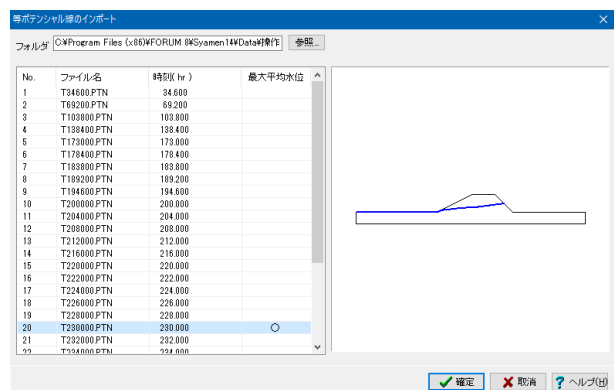 等ポテンシャル線のインポート
フォルダ C:¥Program Files (x86)¥FORUM 8¥Syamen14¥Data¥操作 参照...
No. ファイル名 時刻( hr ) 最大平均水位
1 T34600.PTN 34.600
2 T69200.PTN 69.200
3 T103800.PTN 103.800
4 T138400.PTN 138.400
5 T173000.PTN 173.000
6 T178400.PTN 178.400
7 T183800.PTN 183.800
8 T189200.PTN 189.200
9 T194600.PTN 194.600
10 T200000.PTN 200.000
11 T204000.PTN 204.000
12 T208000.PTN 208.000
13 T212000.PTN 212.000
14 T216000.PTN 216.000
15 T220000.PTN 220.000
16 T222000.PTN 222.000
17 T224000.PTN 224.000
18 T226000.PTN 226.000
19 T228000.PTN 228.000
20 T230000.PTN 230.000 ○
21 T232000.PTN 232.000
22 T234000.PTN 234.000
確定 取消 ? ヘルプ(H)